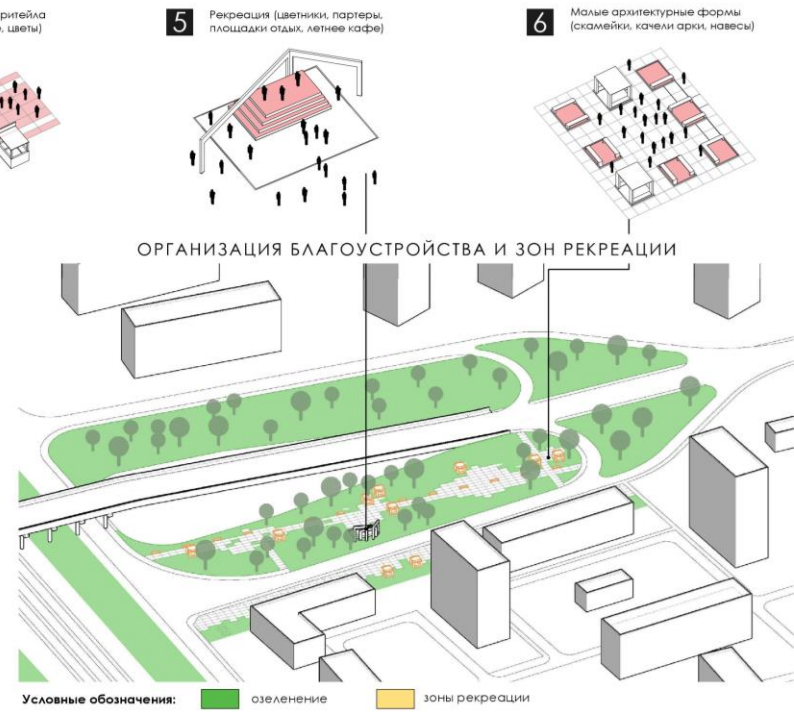 ритейла
, цветы)
5
Рекреация (цветники, партеры,
площадки отдых, летнее кафе)
6
Малые архитектурные формы
(скамейки, качели арки, навесы)
ОРГАНИЗАЦИЯ БЛАГОУСТРОЙСТВА И ЗОН РЕКРЕАЦИИ
Условные обозначения: озеленение зоны рекреации